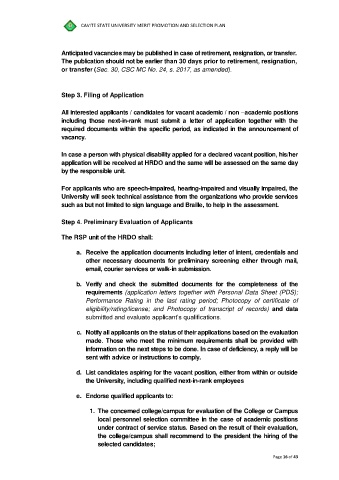 CAVITE STATE UNIVERSITY MERIT PROMOTION AND SELECTION PLAN
Anticipated vacancies may be published in case of retirement, resignation, or transfer.
The publication should not be earlier than 30 days prior to retirement, resignation,
or transfer (Sec. 30, CSC MC No. 24, s. 2017, as amended).
Step 3. Filing of Application
All interested applicants / candidates for vacant academic / non –academic positions
including those next-in-rank must submit a letter of application together with the
required documents within the specific period, as indicated in the announcement of
vacancy.
In case a person with physical disability applied for a declared vacant position, his/her
application will be received at HRDO and the same will be assessed on the same day
by the responsible unit.
For applicants who are speech-impaired, hearing-impaired and visually impaired, the
University will seek technical assistance from the organizations who provide services
such as but not limited to sign language and Braille, to help in the assessment.
Step 4. Preliminary Evaluation of Applicants
The RSP unit of the HRDO shall:
a. Receive the application documents including letter of intent, credentials and
other necessary documents for preliminary screening either through mail,
email, courier services or walk-in submission.
b. Verify and check the submitted documents for the completeness of the
requirements (application letters together with Personal Data Sheet (PDS);
Performance Rating in the last rating period; Photocopy of certificate of
eligibility/rating/license; and Photocopy of transcript of records) and data
submitted and evaluate applicant's qualifications.
c. Notify all applicants on the status of their applications based on the evaluation
made. Those who meet the minimum requirements shall be provided with
information on the next steps to be done. In case of deficiency, a reply will be
sent with advice or instructions to comply.
d. List candidates aspiring for the vacant position, either from within or outside
the University, including qualified next-in-rank employees
e. Endorse qualified applicants to:
1. The concerned college/campus for evaluation of the College or Campus
local personnel selection committee in the case of academic positions
under contract of service status. Based on the result of their evaluation,
the college/campus shall recommend to the president the hiring of the
selected candidates;
Page 16 of 43